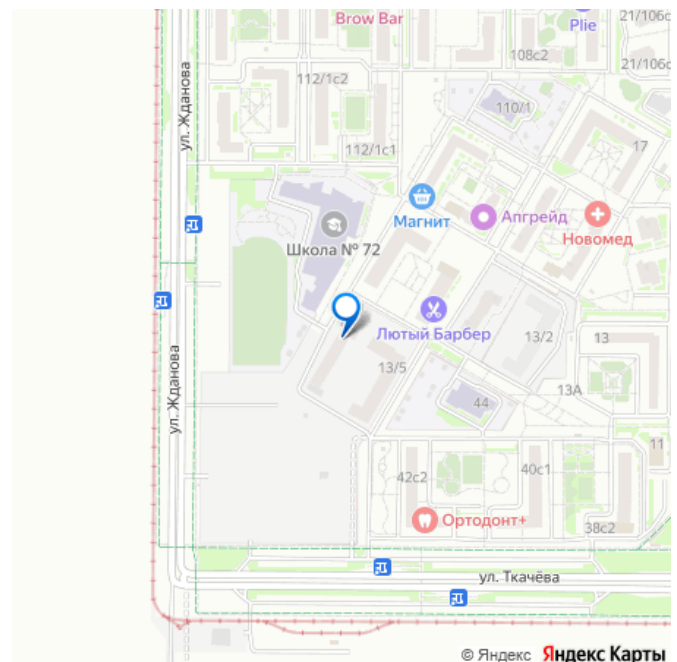 Brow Bar
Plie
21/106с2
108с2
21/106с
ул. Жданова
112/1с2
110/1
112/1с1
17
Магнит
Апгрейд
Новомед
Школа № 72
Лютый Барбер
13/2
13
ул. Жданова
13/5
13А
44
11
42с2
40с1
Ортодонт+
38с2
ул. Ткачёва
© Яндекс Яндекс Карты